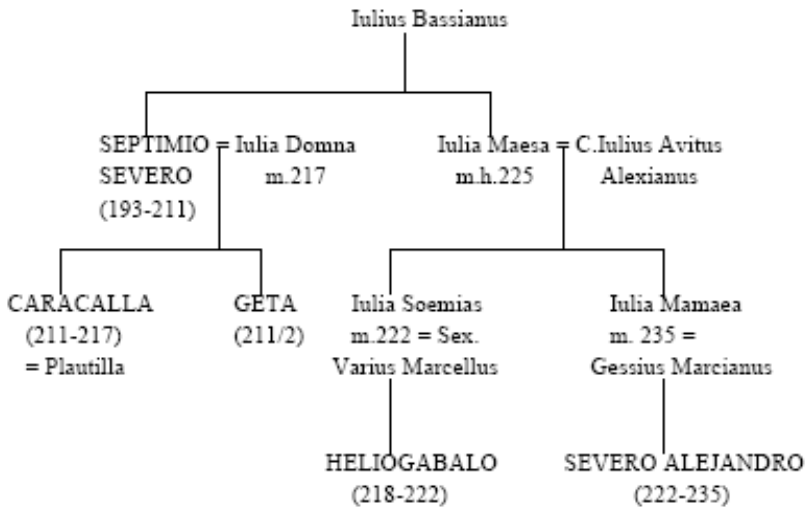 Iulius Bassianus
SEPTIMIO = Iulia Domna
SEVERO m.217
(193-211)
Iulia Maesa = C.Iulius Avitus
m.h.225 Alexianus
CARACALLA
(211-217)
= Plautilla
GETA
(211/2)
Iulia Soemias
m.222 = Sex.
Varius Marcellus
Iulia Mamaea
m. 235 =
Gessius Marcianus
HELIOGABALO
(218-222)
SEVERO ALEJANDRO
(222-235)